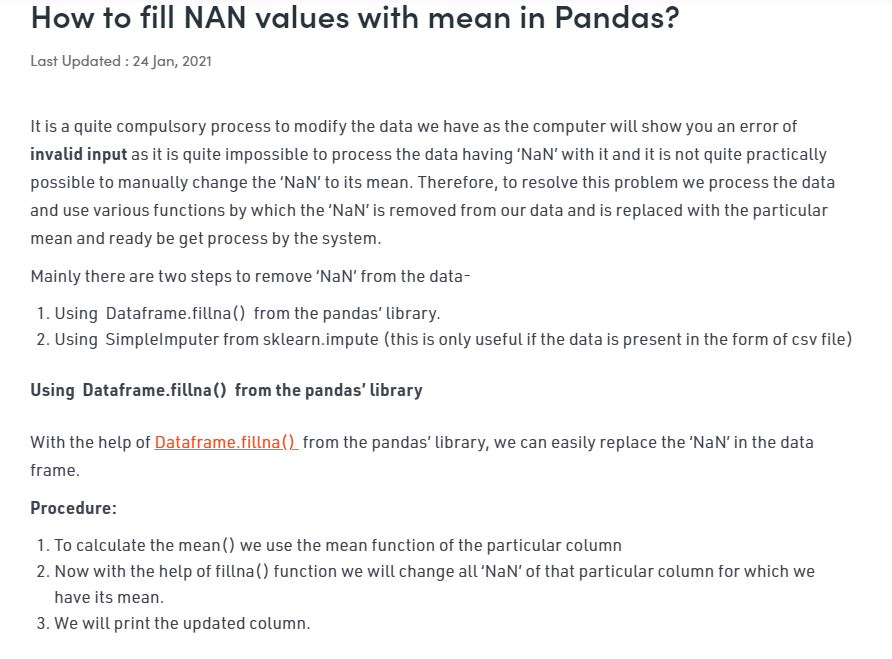 How to fill NAN values with mean in Pandas?
Last Updated : 24 Jan, 2021
It is a quite compulsory process to modify the data we have as the computer will show you an error of
invalid input as it is quite impossible to process the data having ‘NaN’ with it and it is not quite practically
possible to manually change the ‘NaN’ to its mean. Therefore, to resolve this problem we process the data
and use various functions by which the ‘NaN’ is removed from our data and is replaced with the particular
mean and ready be get process by the system.
Mainly there are two steps to remove ‘NaN’ from the data-
1. Using Dataframe.fillna() from the pandas’ library.
2. Using SimpleImputer from sklearn.impute (this is only useful if the data is present in the form of csv file)
Using Dataframe.fillna() from the pandas’ library
With the help of Dataframe.fillna() from the pandas’ library, we can easily replace the ‘NaN’ in the data
frame.
Procedure:
1. To calculate the mean() we use the mean function of the particular column
2. Now with the help of fillna() function we will change all ‘NaN’ of that particular column for which we
have its mean.
3. We will print the updated column.